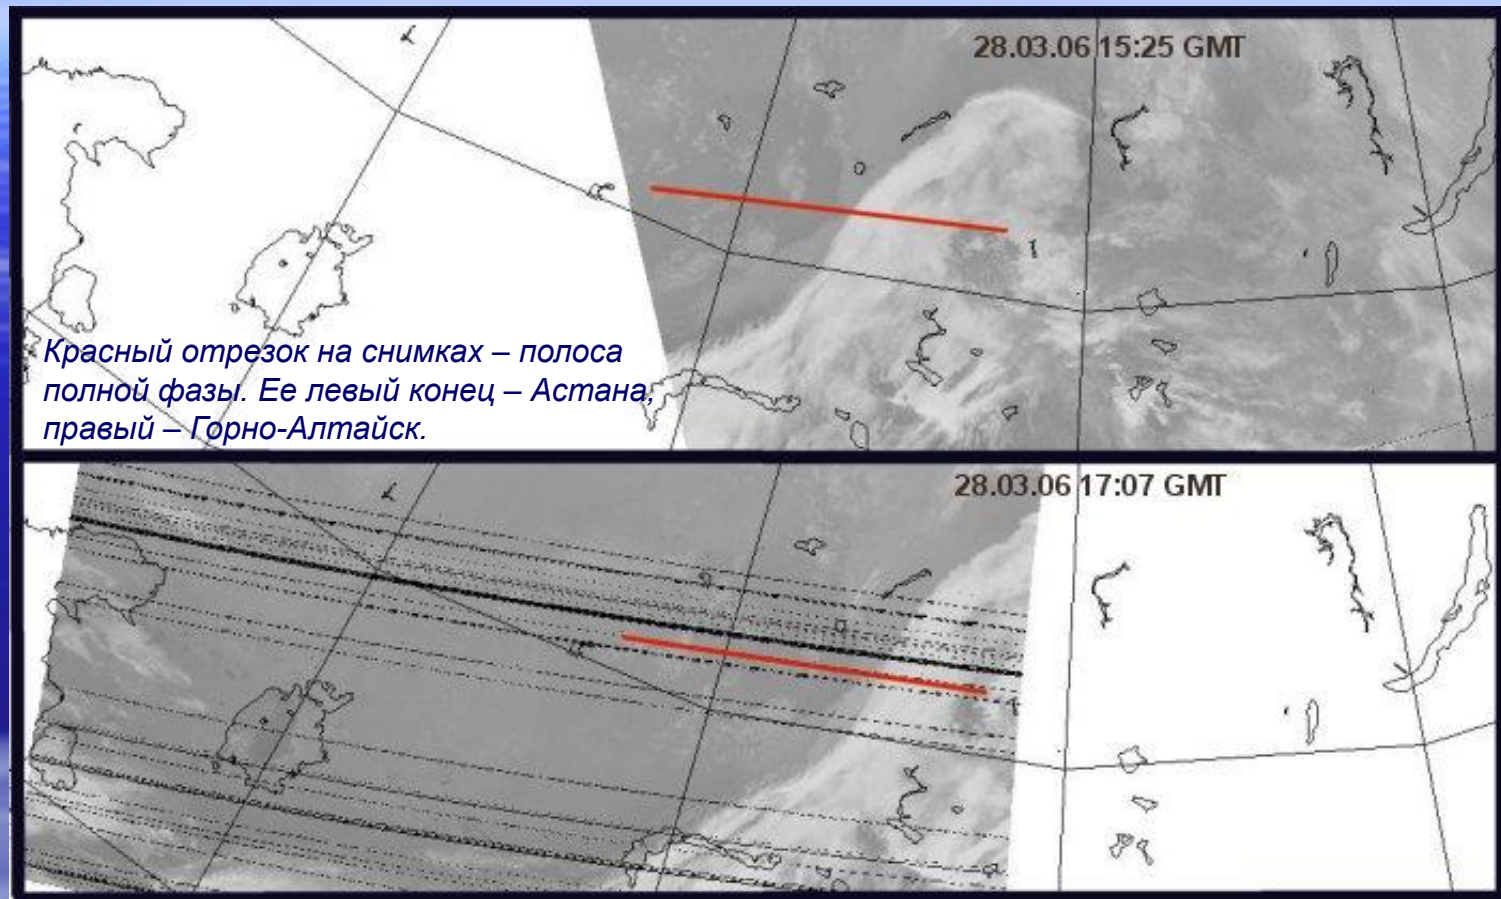 28.03.06 15:25 GMT
Красный отрезок на снимках – полоса
полной фазы. Ее левый конец – Астана,
правый – Горно-Алтайск.
28.03.06 17:07 GMT